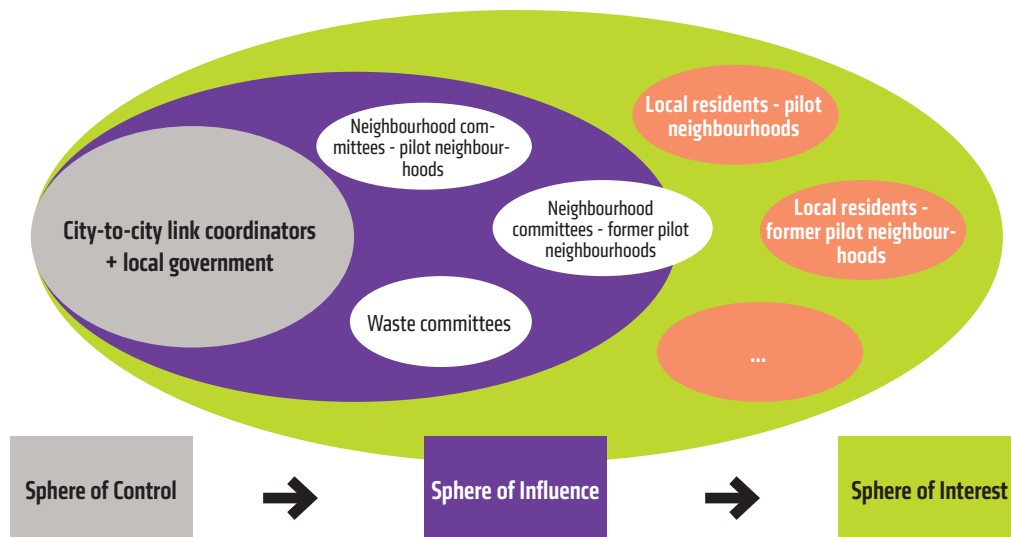 Local residents - pilot
neighbourhoods
Neighbourhood com-
mittees - pilot neighbour-
hoods
City-to-city link coordinators
+ local government
Neighbourhood
committees - former pilot
neighbourhoods
Local residents -
former pilot neighbour-
hoods
Waste committees
...
Sphere of Control
Sphere of Influence
Sphere of Interest